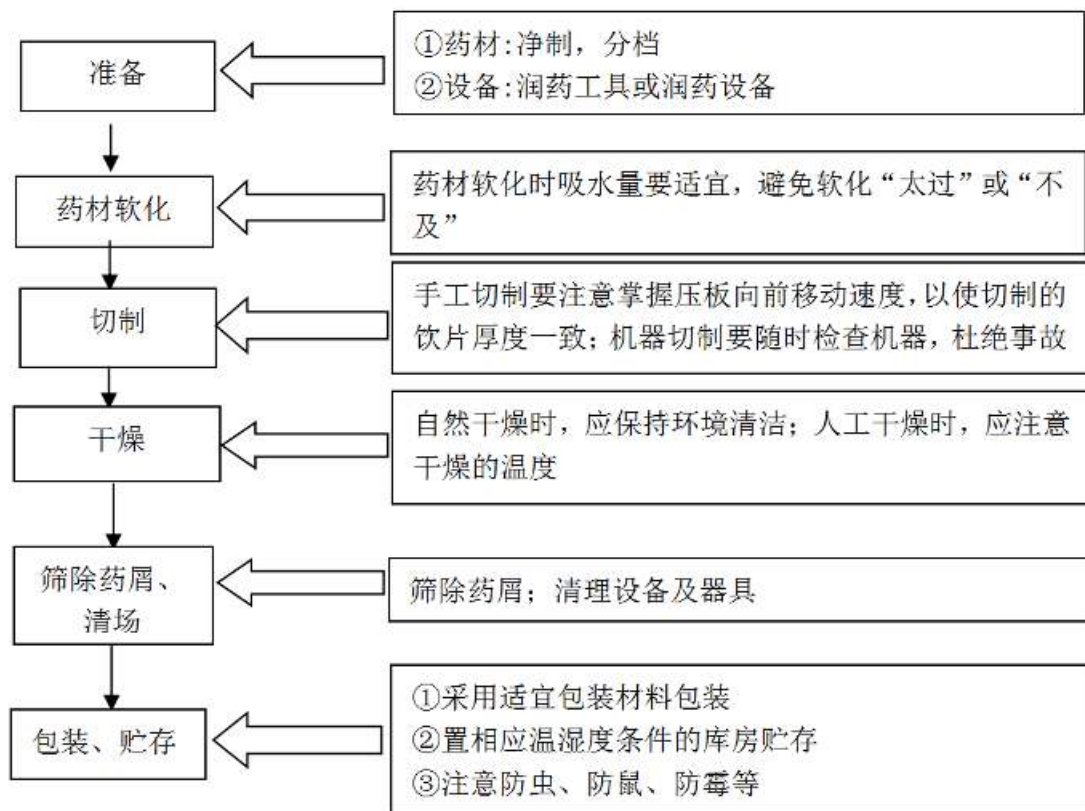 准备
①药材:净制，分档
②设备:润药工具或润药设备
药材软化
药材软化时吸水量要适宜，避免软化“太过”或“不
及”
切制
手工切制要注意掌握压板向前移动速度，以使切制的
饮片厚度一致；机器切制要随时检查机器，杜绝事故
干燥
自然干燥时，应保持环境清洁；人工干燥时，应注意
干燥的温度
筛除药屑、
清场
筛除药屑；清理设备及器具
包装、贮存
①采用适宜包装材料包装
②置相应温湿度条件的库房贮存
③注意防虫、防鼠、防霉等